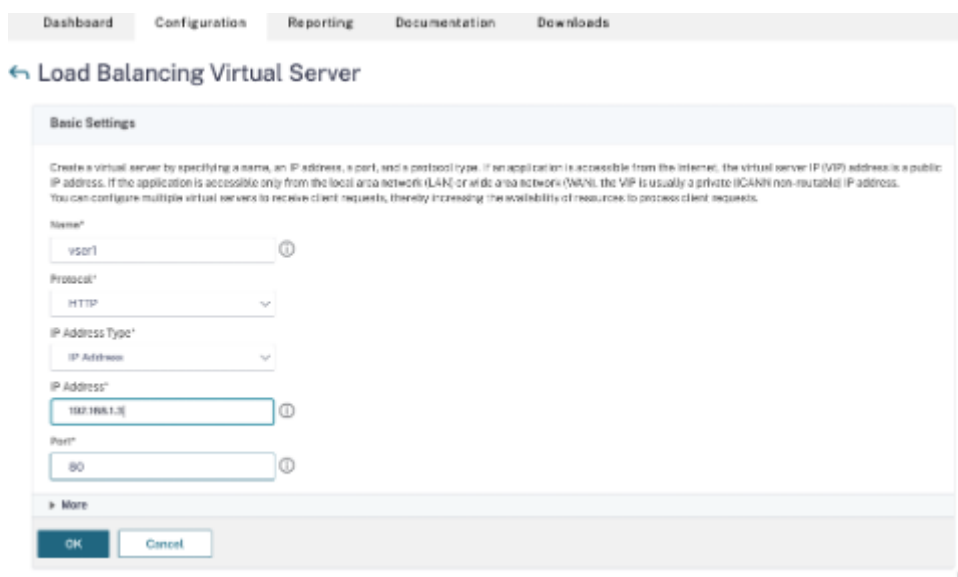 Dashboard Configuration Reporting Documentation Downloads
Load Balancing Virtual Server
Basic Settings
Create a virtual server by specifying a name, an IP address, a port, and a protocol type. If an application is accessible from the internet, the virtual server IP (VIP) address is a public
IP address. If the application is accessible only from the local area network (LAN) or wide area network (WAN), the VIP is usually a private (ICANN non-routable) IP address.
You can configure multiple virtual servers to receive client requests, thereby increasing the availability of resources to process client requests.
Name*
vser1
Protocol*
HTTP
IP Address Type*
IP Address
IP Address*
192.168.1.3
Port*
80
More
OK Cancel